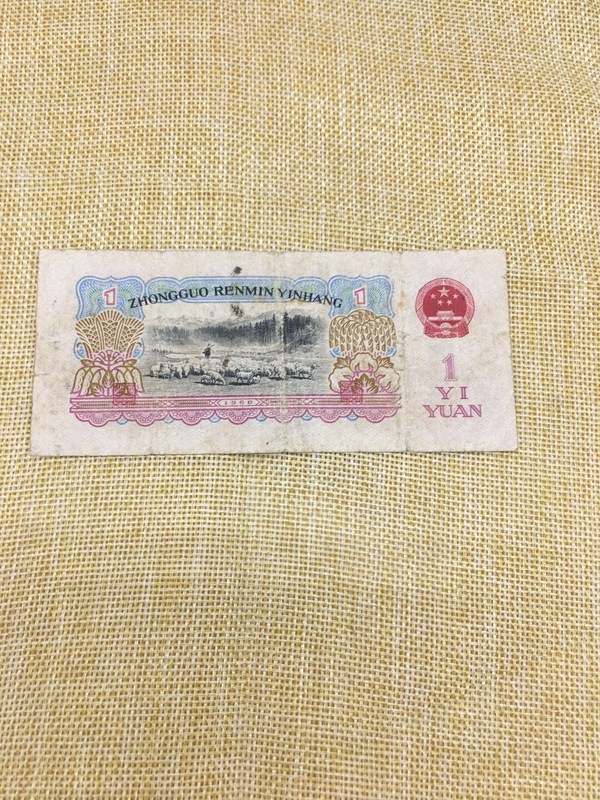 1 ZHONGGUO RENMIN YINHANG 1
1960
1
YI
YUAN